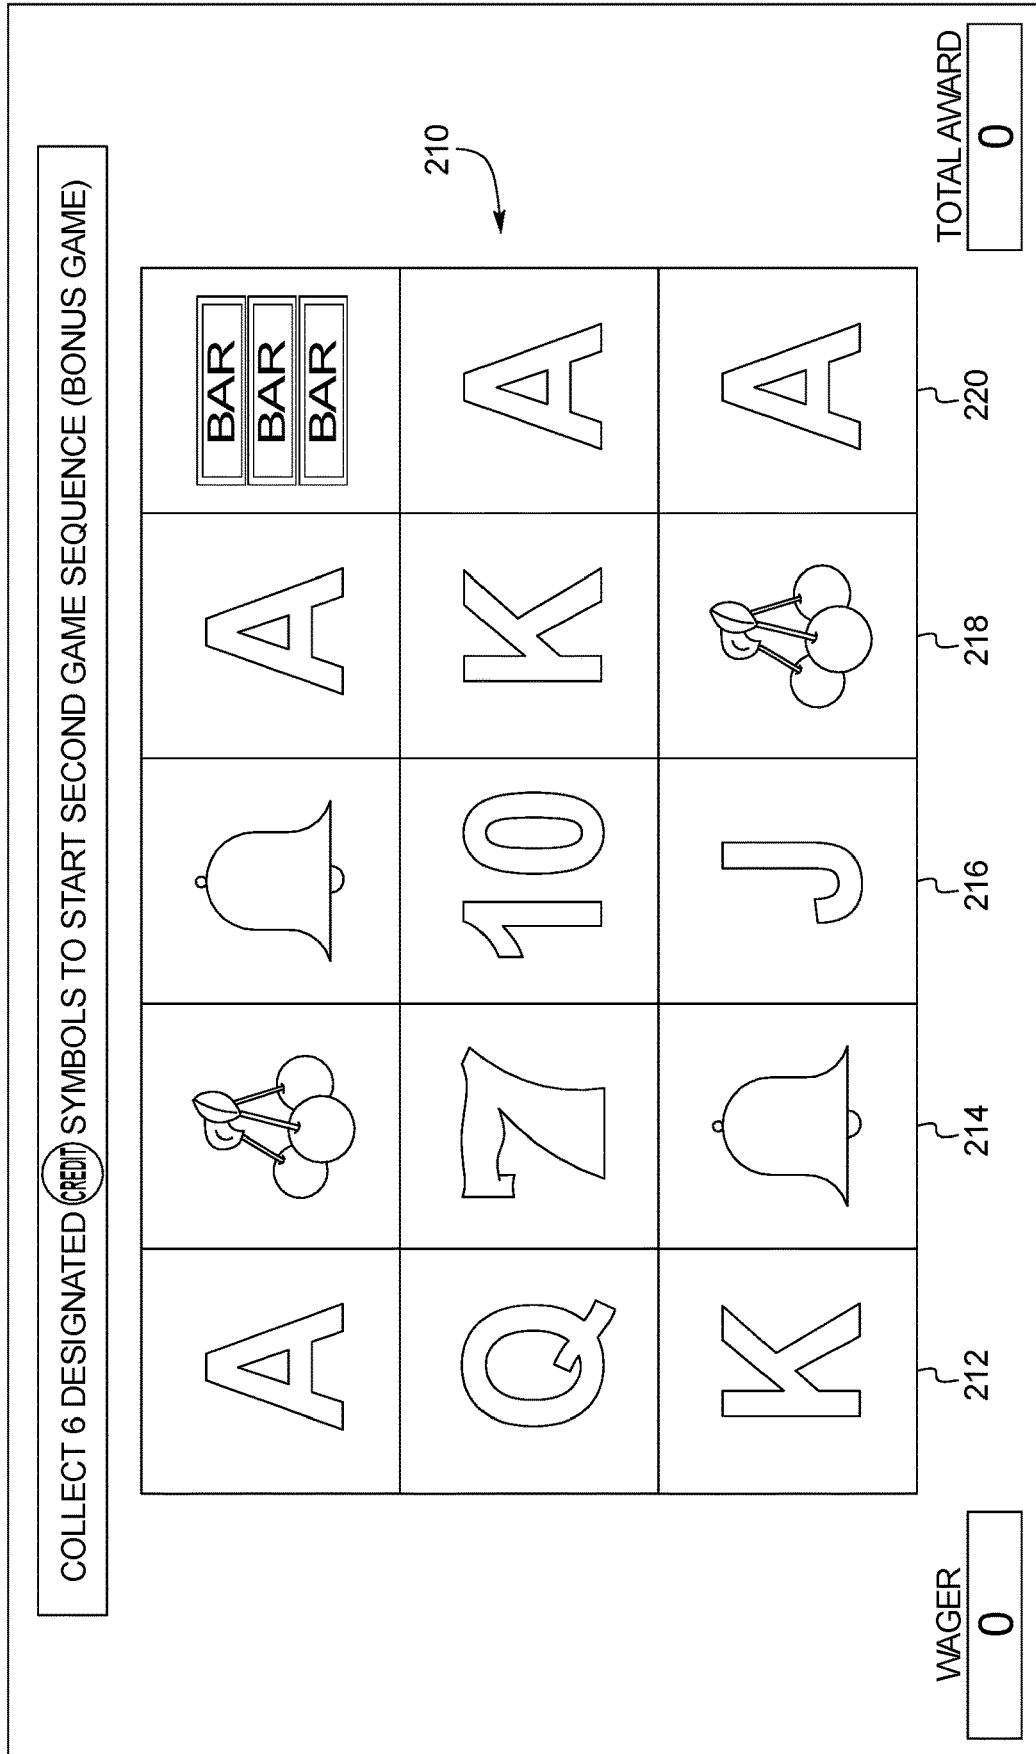 COLLECT 6 DESIGNATED CREDIT SYMBOLS TO START SECOND GAME SEQUENCE (BONUS GAME)
210
A A BAR
BAR
BAR
Q 7 10 K A
K J A
212 214 216 218 220
WAGER TOTAL AWARD
0 0